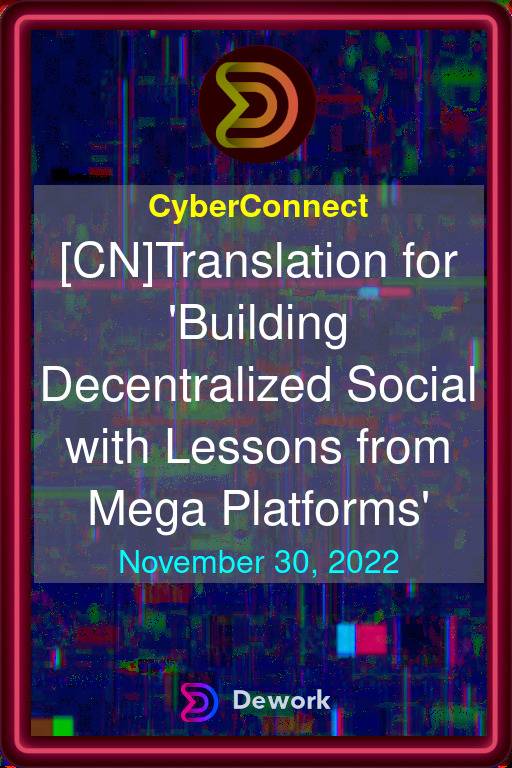 CyberConnect
[CN]Translation for
'Building
Decentralized Social
with Lessons from
Mega Platforms'
November 30, 2022
Dework